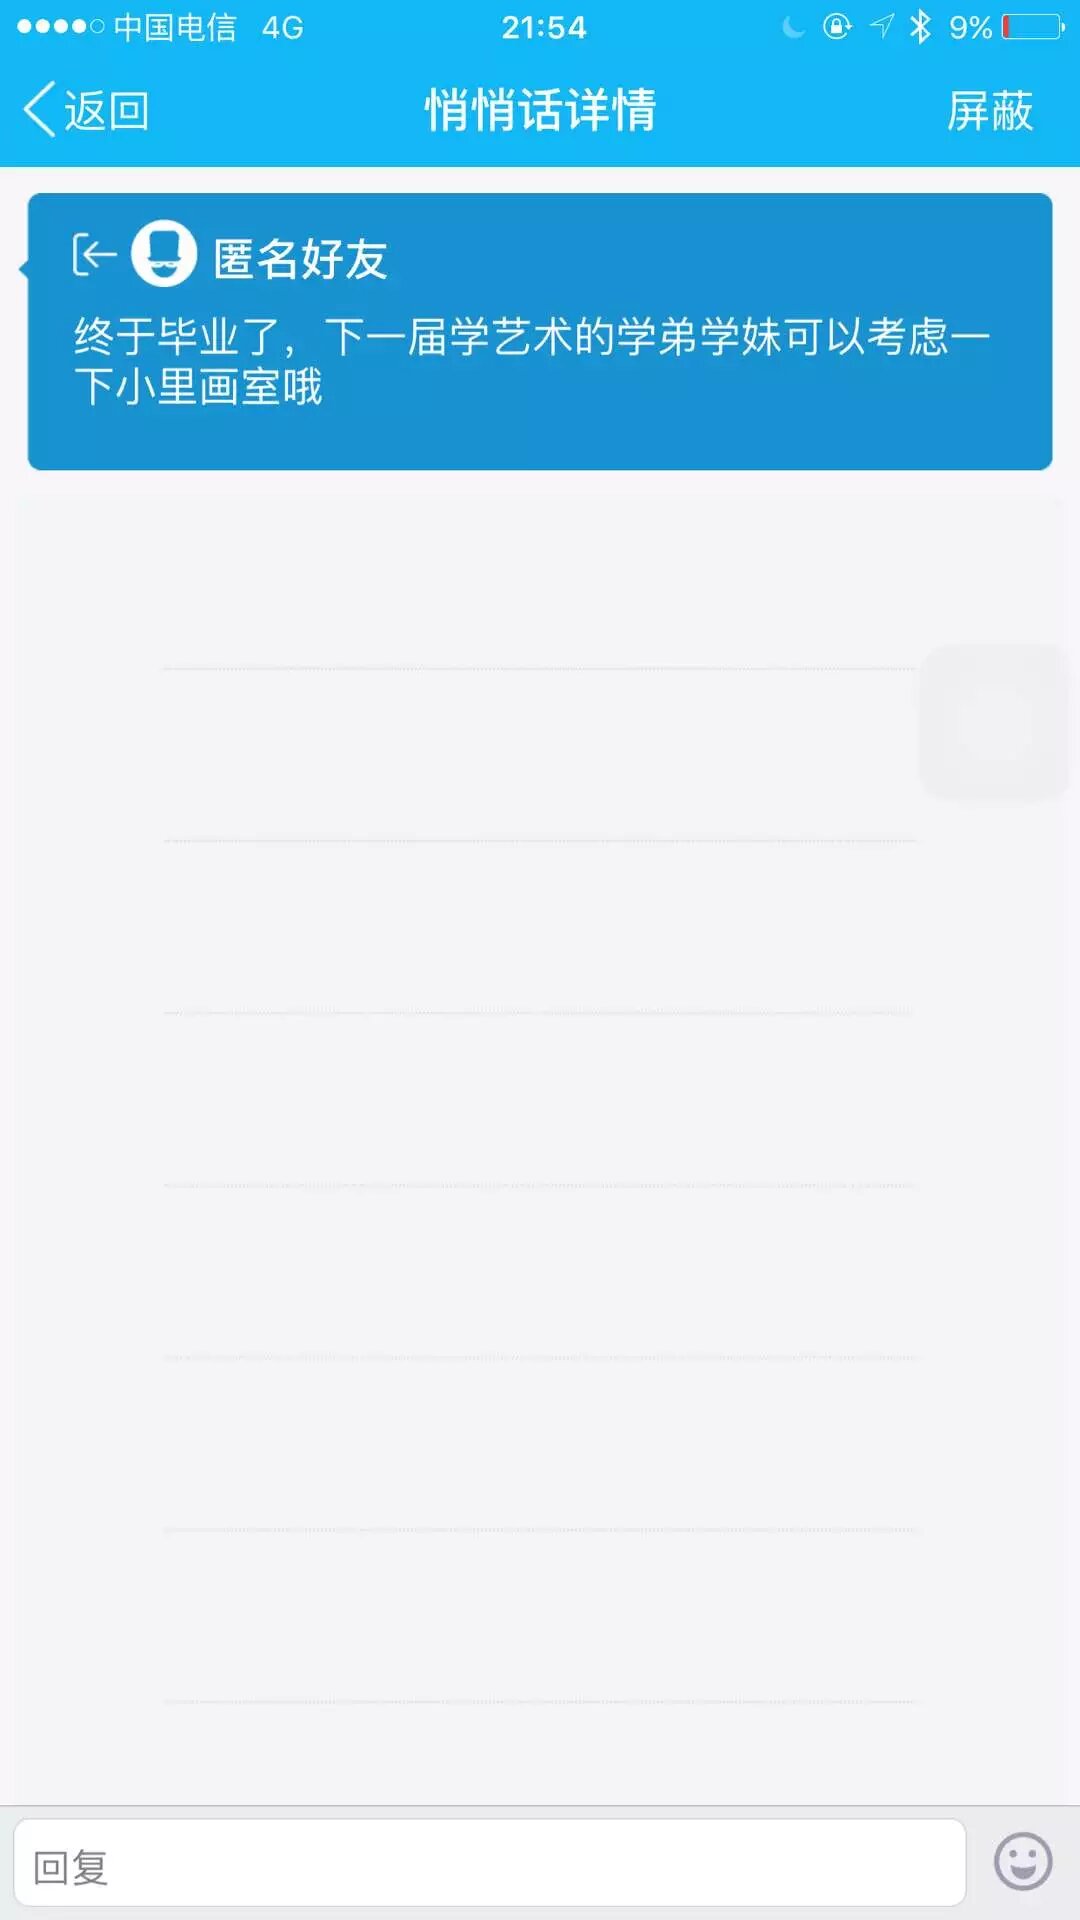 中国电信 4G 21:54 9%
返回 悄悄话详情 屏蔽
匿名好友
终于毕业了，下一届学艺术的学弟学妹可以考虑一
下小里画室哦
回复